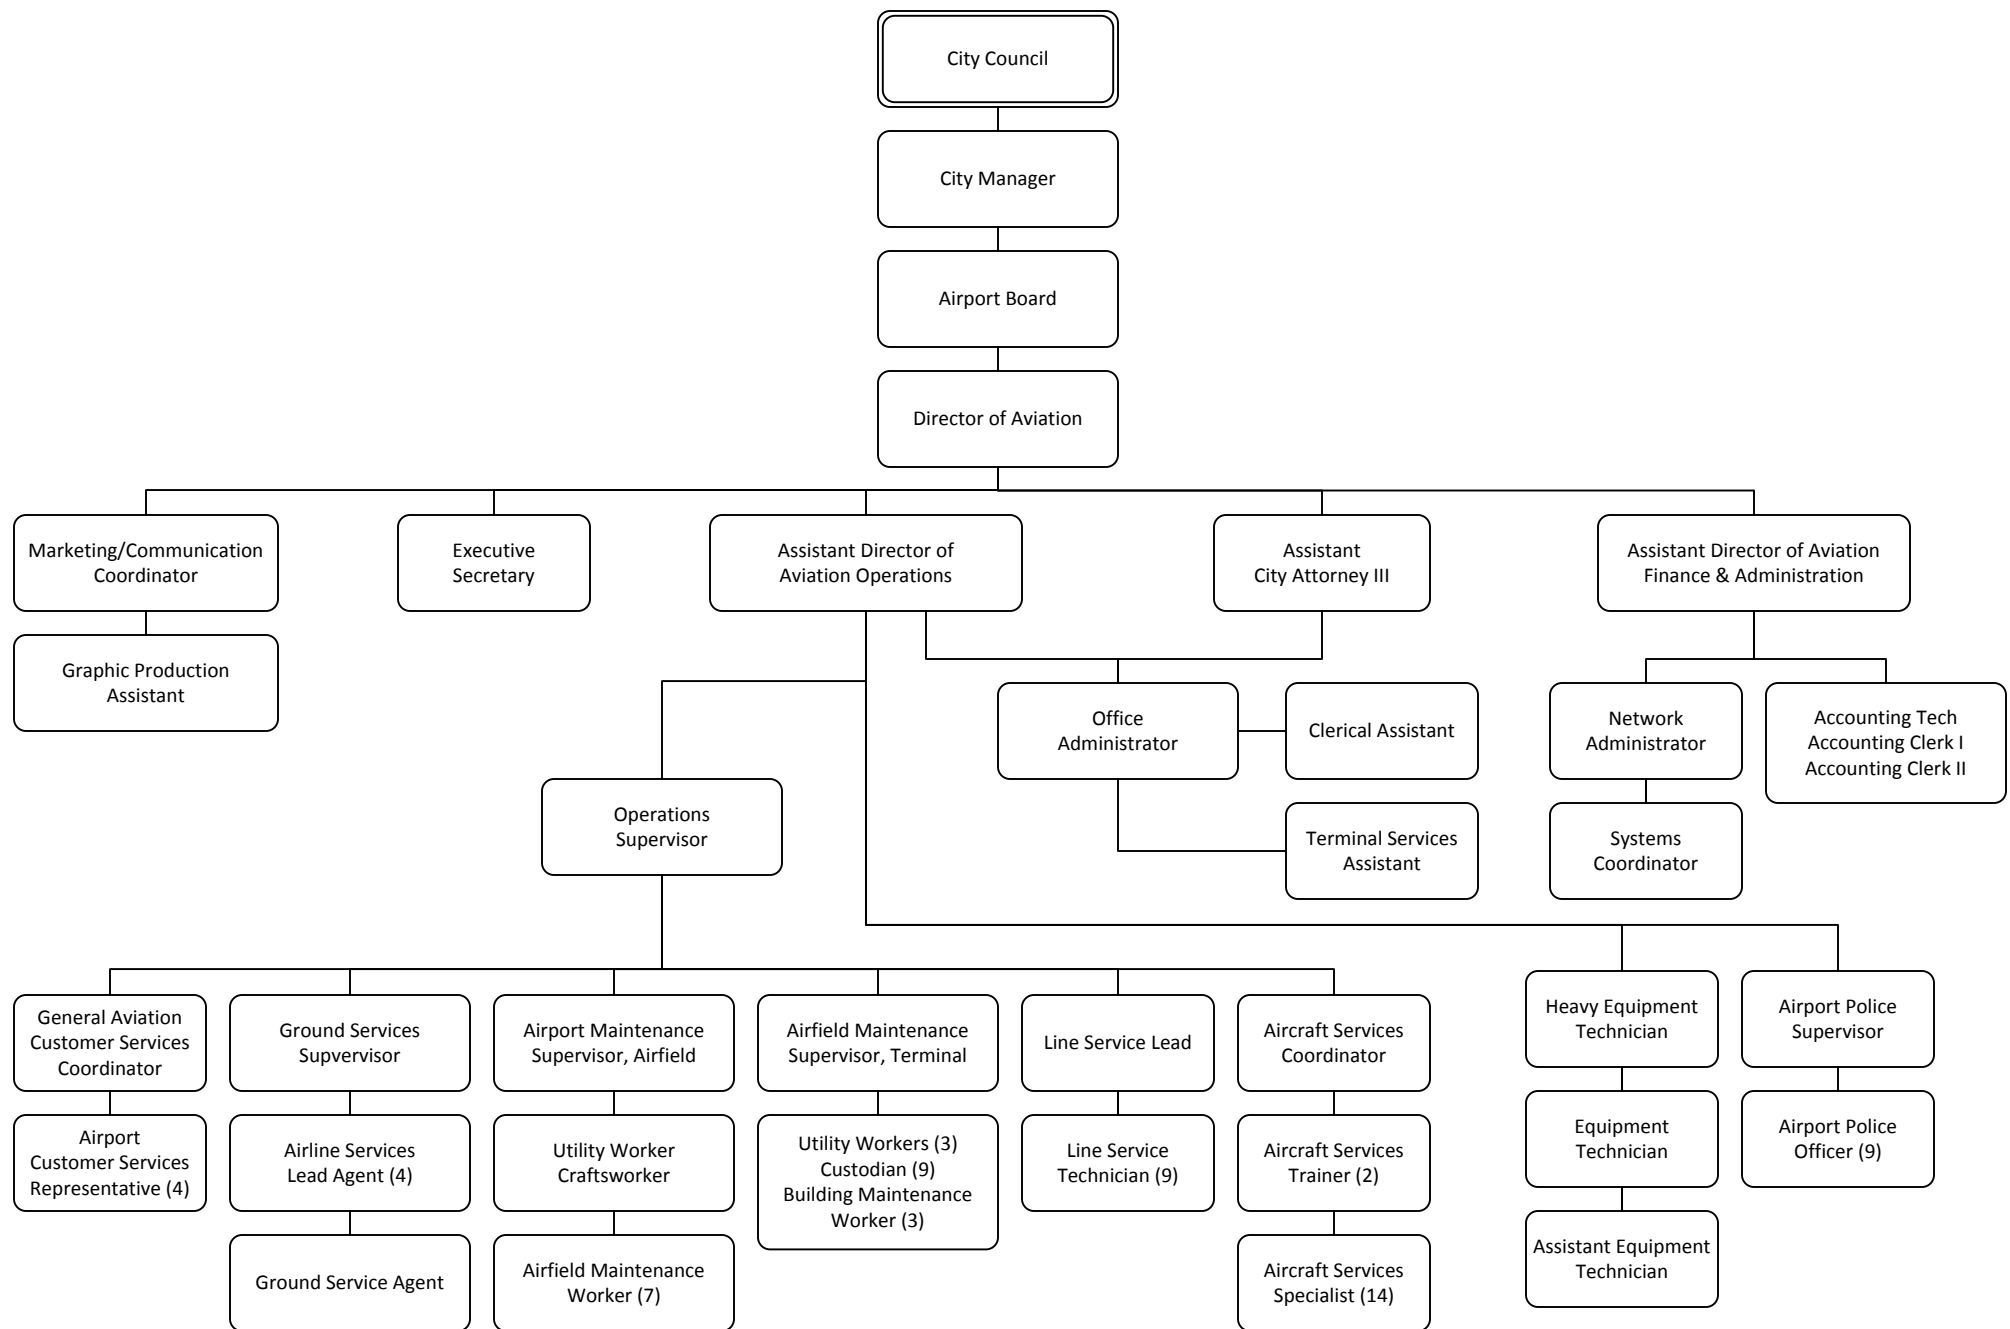 City Council
City Manager
Airport Board
Director of Aviation
Marketing/Communication
Coordinator
Executive
Secretary
Assistant Director of
Aviation Operations
Assistant
City Attorney III
Assistant Director of Aviation
Finance & Administration
Graphic Production
Assistant
Office
Administrator
Clerical Assistant
Network
Administrator
Accounting Tech
Accounting Clerk I
Accounting Clerk II
Operations
Supervisor
Terminal Services
Assistant
Systems
Coordinator
General Aviation
Customer Services
Coordinator
Ground Services
Supvervisor
Airport Maintenance
Supervisor, Airfield
Airfield Maintenance
Supervisor, Terminal
Line Service Lead
Aircraft Services
Coordinator
Heavy Equipment
Technician
Airport Police
Supervisor
Airport
Customer Services
Representative (4)
Airline Services
Lead Agent (4)
Utility Worker
Craftsworker
Utility Workers (3)
Custodian (9)
Building Maintenance
Worker (3)
Line Service
Technician (9)
Aircraft Services
Trainer (2)
Equipment
Technician
Airport Police
Officer (9)
Ground Service Agent
Airfield Maintenance
Worker (7)
Aircraft Services
Specialist (14)
Assistant Equipment
Technician